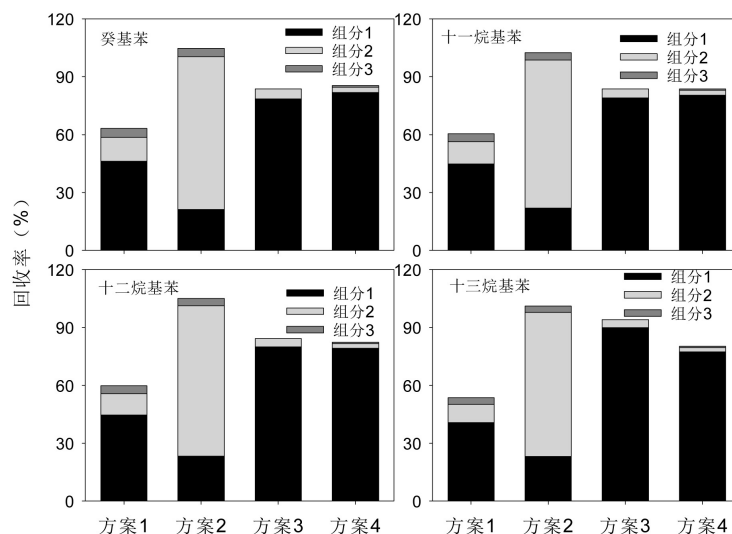 回收率（%）
120
90
60
30
0
癸基苯
组分1
组分2
组分3
120
90
60
30
0
十一烷基苯
组分1
组分2
组分3
120
90
60
30
0
十二烷基苯
组分1
组分2
组分3
方案1 方案2 方案3 方案4
120
90
60
30
0
十三烷基苯
组分1
组分2
组分3
方案1 方案2 方案3 方案4